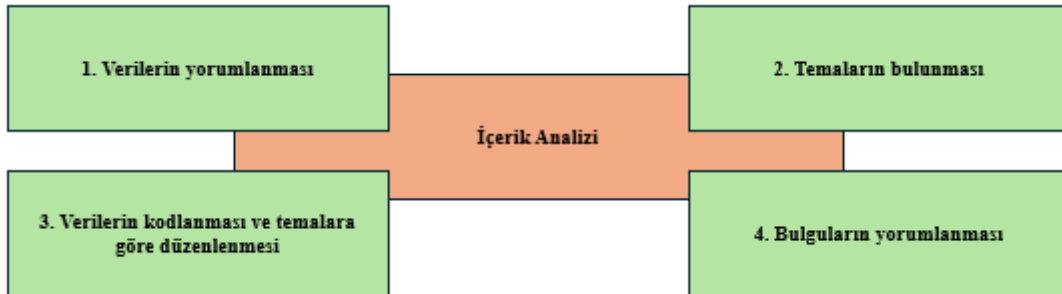 1. Verilerin yorumlanması
2. Temaların bulunması
İçerik Analizi
3. Verilerin kodlanması ve temalara
göre düzenlenmesi
4. Bulguların yorumlanması